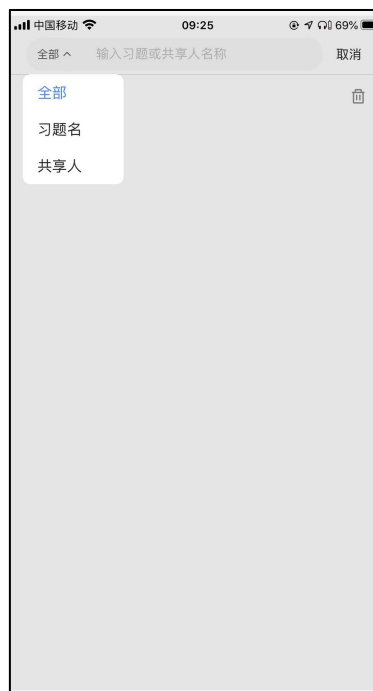 中国移动 09:25 69%
全部 输入习题或共享人名称 取消
全部
习题名
共享人